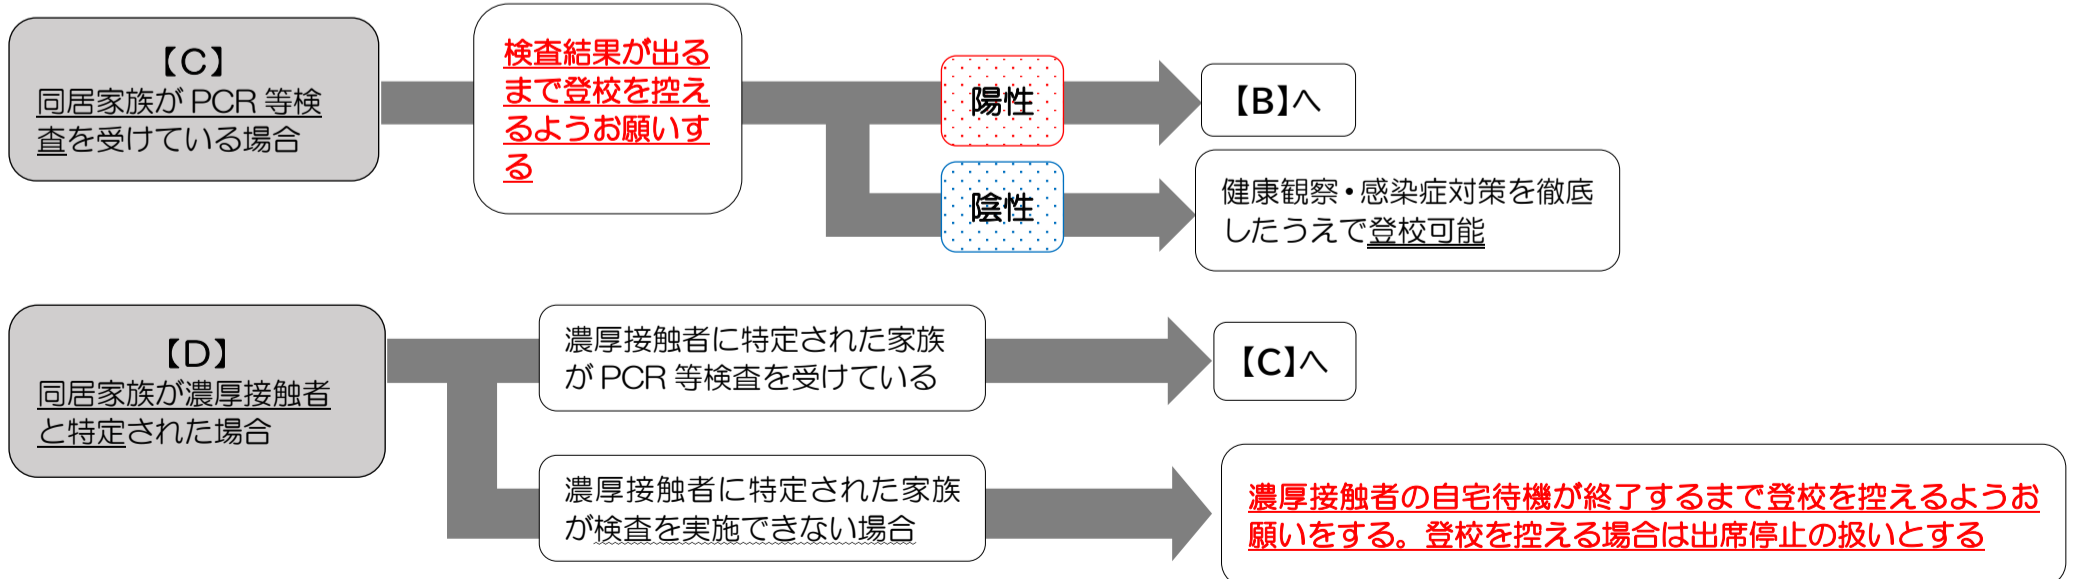 【C】
同居家族が PCR 等検
査を受けている場合
検査結果が出る
まで登校を控え
るようお願いす
る
陽性
【B】へ
陰性
健康観察・感染症対策を徹底
したうえで登校可能
【D】
同居家族が濃厚接触者
と特定された場合
濃厚接触者に特定された家族
が PCR 等検査を受けている
【C】へ
濃厚接触者に特定された家族
が検査を実施できない場合
濃厚接触者の自宅待機が終了するまで登校を控えるようお
願いをする。登校を控える場合は出席停止の扱いとする